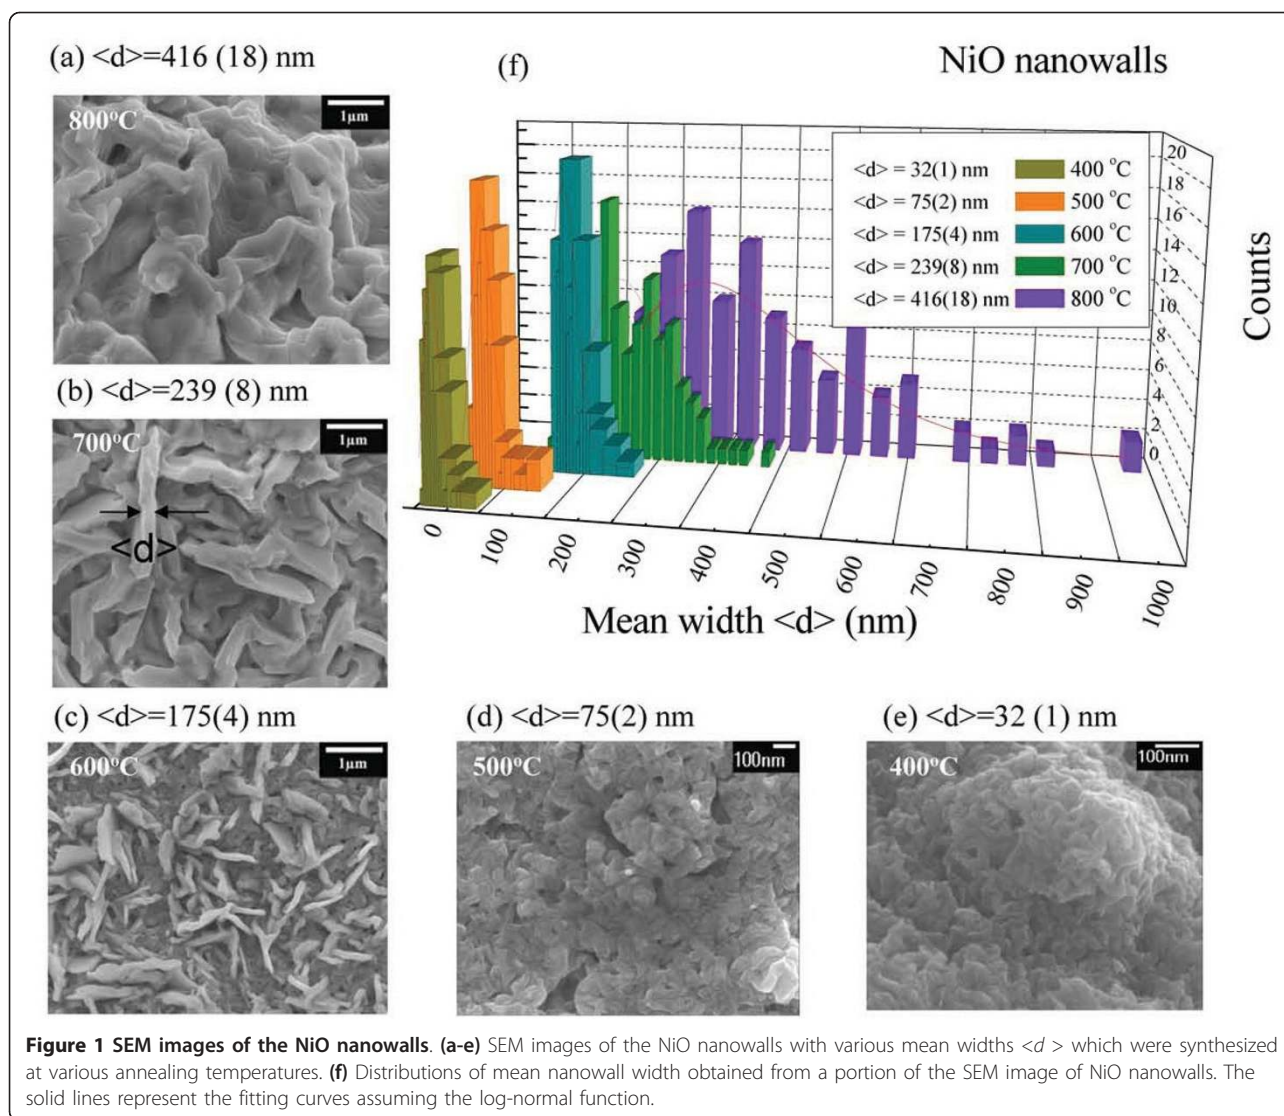 (a) <d>=416 (18) nm
800°C
1µm
(b) <d>=239 (8) nm
700°C
1µm
<d>
(c) <d>=175(4) nm
600°C
1µm
(d) <d>=75(2) nm
500°C
100nm
(e) <d>=32 (1) nm
400°C
100nm
(f)
NiO nanowalls
<d> = 32(1) nm 400 °C
<d> = 75(2) nm 500 °C
<d> = 175(4) nm 600 °C
<d> = 239(8) nm 700 °C
<d> = 416(18) nm 800 °C
20
18
16
14
12
10
8
6
4
2
0
Counts
0 100 200 300 400 500 600 700 800 900 1000
Mean width <d> (nm)
Figure 1 SEM images of the NiO nanowalls. (a-e) SEM images of the NiO nanowalls with various mean widths <d > which were synthesized
at various annealing temperatures. (f) Distributions of mean nanowall width obtained from a portion of the SEM image of NiO nanowalls. The
solid lines represent the fitting curves assuming the log-normal function.